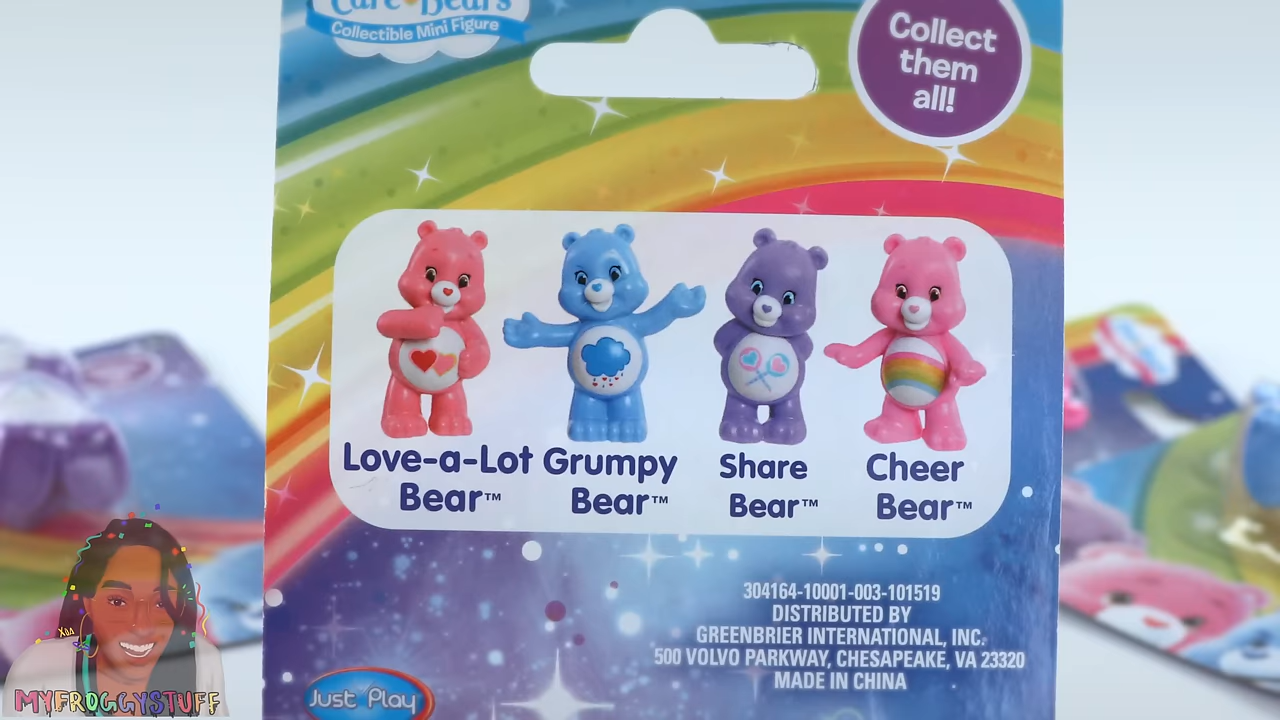 Care Bears
Collectible Mini Figure
Collect
them
all!
Love-a-Lot
Bear™
Grumpy
Bear™
Share
Bear™
Cheer
Bear™
304164-10001-003-101519
DISTRIBUTED BY
GREENBRIER INTERNATIONAL, INC.
500 VOLVO PARKWAY, CHESAPEAKE, VA 23320
MADE IN CHINA
Just Play
MYFROGGYSTUFF